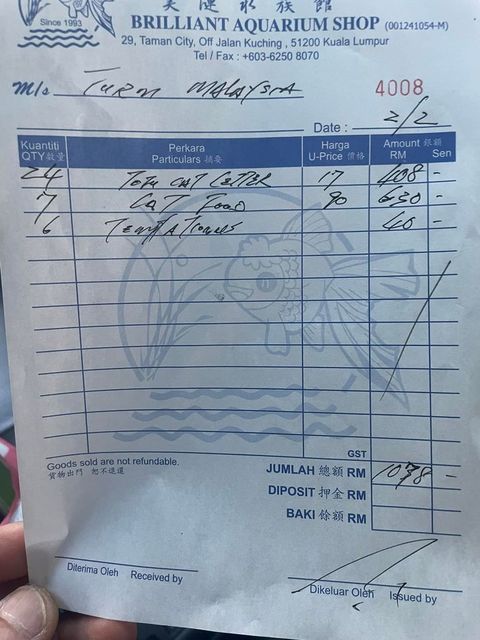 水 族 館
Since 1993
BRILLIANT AQUARIUM SHOP (001241054-M)
29, Taman City, Off Jalan Kuching , 51200 Kuala Lumpur
Tel / Fax : +603-6250 8070
M/s MALAYSIA
4008
Date : 2/2
Kuantiti QTY 數量 Perkara Particulars 摘要 Harga U-Price 價格 Amount 銀額 RM Sen
24 TOFU CAT LITTER 17 408 -
7 CAT FOOD 90 630 -
6 TEMPTATIONS 40 -
GST
Goods sold are not refundable.
貨物出門 恕不退還
JUMLAH 總額 RM 1078 -
DIPOSIT 押金 RM
BAKI 餘額 RM
Diterima Oleh Received by
Dikeluar Oleh Issued by